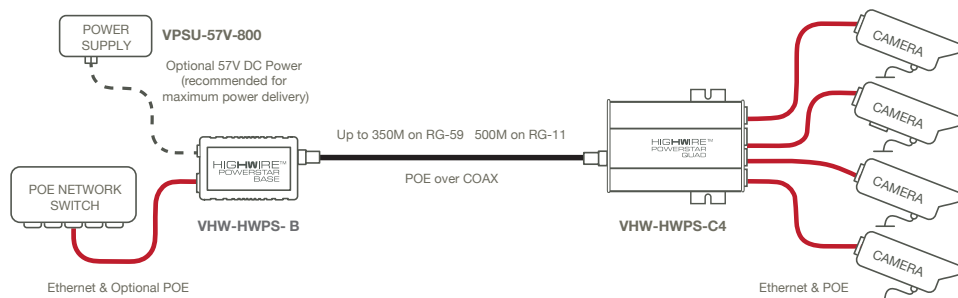 POWER
SUPPLY
VPSU-57V-800
Optional 57V DC Power
(recommended for
maximum power delivery)
POE NETWORK
SWITCH
HIGHWIRE™
POWERSTAR
BASE
VHW-HWPS- B
Ethernet & Optional POE
Up to 350M on RG-59 500M on RG-11
POE over COAX
HIGHWIRE™
POWERSTAR
QUAD
VHW-HWPS-C4
CAMERA
CAMERA
CAMERA
CAMERA
Ethernet & POE